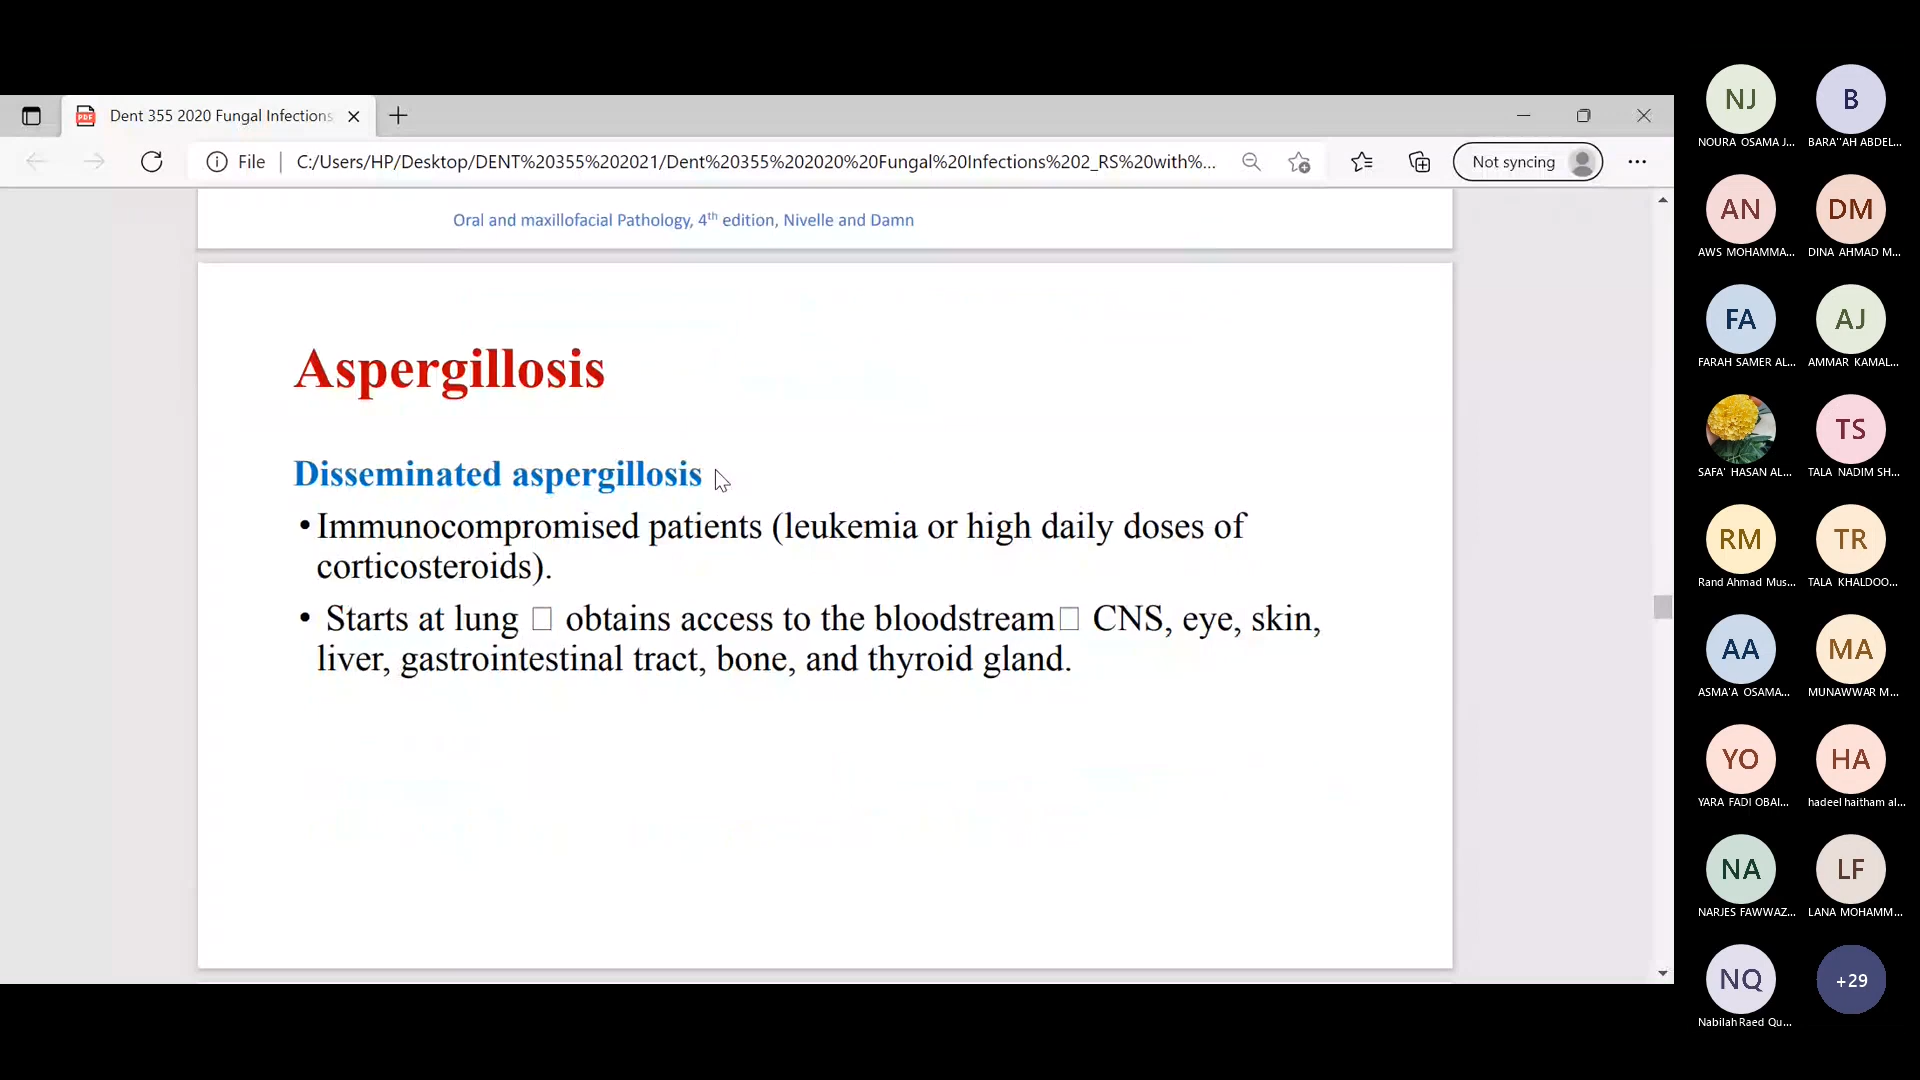 Dent 355 2020 Fungal Infections
File
C:/Users/HP/Desktop/DENT%20355%202021/Dent%20355%202020%20Fungal%20Infections%202_RS%20with%...
Not syncing
Oral and maxillofacial Pathology, 4th edition, Nivelle and Damn
Aspergillosis
Disseminated aspergillosis
• Immunocompromised patients (leukemia or high daily doses of
corticosteroids).
• Starts at lung □ obtains access to the bloodstream□ CNS, eye, skin,
liver, gastrointestinal tract, bone, and thyroid gland.
NJ B
NOURA OSAMA J... BARA''AH ABDEL...
AN DM
AWS MOHAMMA... DINA AHMAD M...
FA AJ
FARAH SAMER AL... AMMAR KAMAL...
TS
SAFA' HASAN AL... TALA NADIM SH...
RM TR
Rand Ahmad Mus... TALA KHALDOO...
AA MA
ASMA'A OSAMA... MUNAWWAR M...
YO HA
YARA FADI OBAI... hadeel haitham al...
NA LF
NARJES FAWWAZ... LANA MOHAMM...
NQ +29
Nabilah Raed Qu...